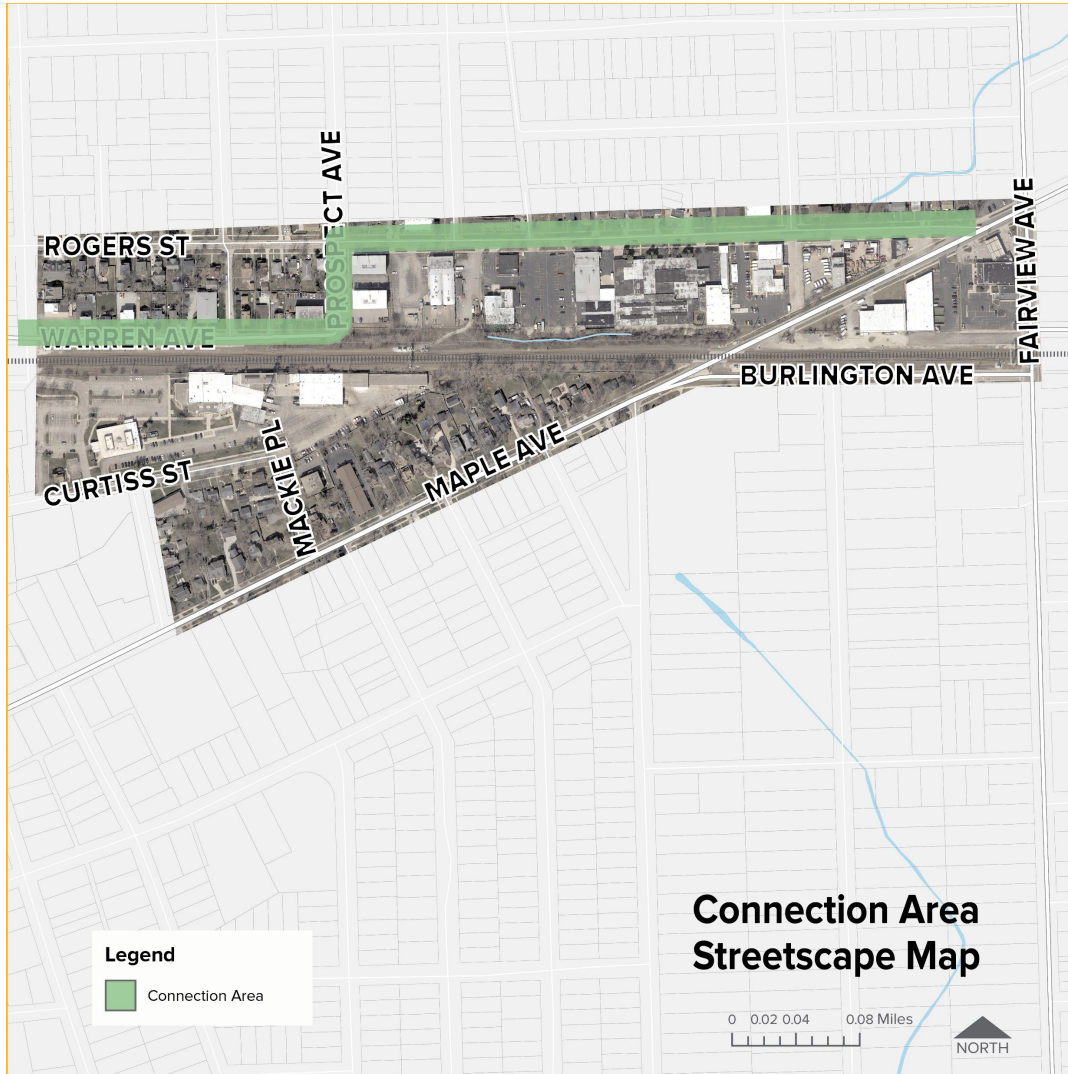 PROSPECT AVE
FAIRVIEW AVE
ROGERS ST
WARREN AVE
BURLINGTON AVE
MAPLE AVE
MACKIE PL
CURTISS ST
Connection Area
Streetscape Map
Legend
Connection Area
0 0.02 0.04 0.08 Miles
NORTH